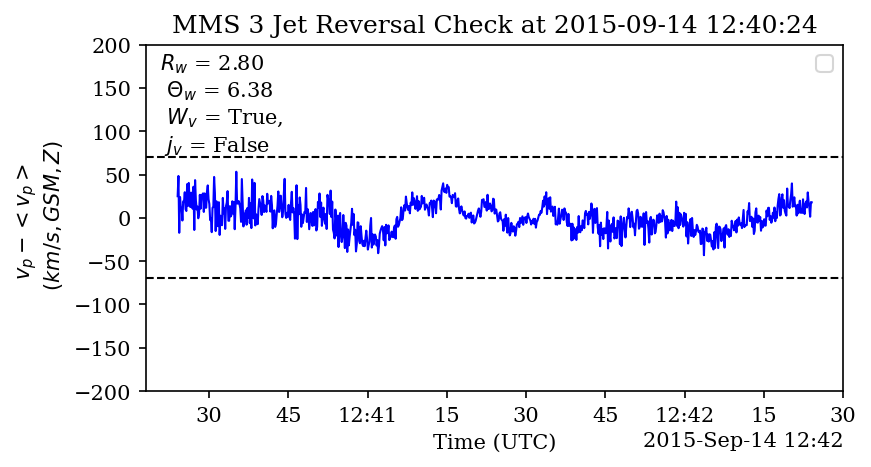 MMS 3 Jet Reversal Check at 2015-09-14 12:40:24
R_w = 2.80
Θ_w = 6.38
W_v = True,
j_v = False
v_p − < v_p >
(km/s, GSM, Z)
200
150
100
50
0
−50
−100
−150
−200
30
45
12:41
15
30
45
12:42
15
30
Time (UTC)
2015-Sep-14 12:42